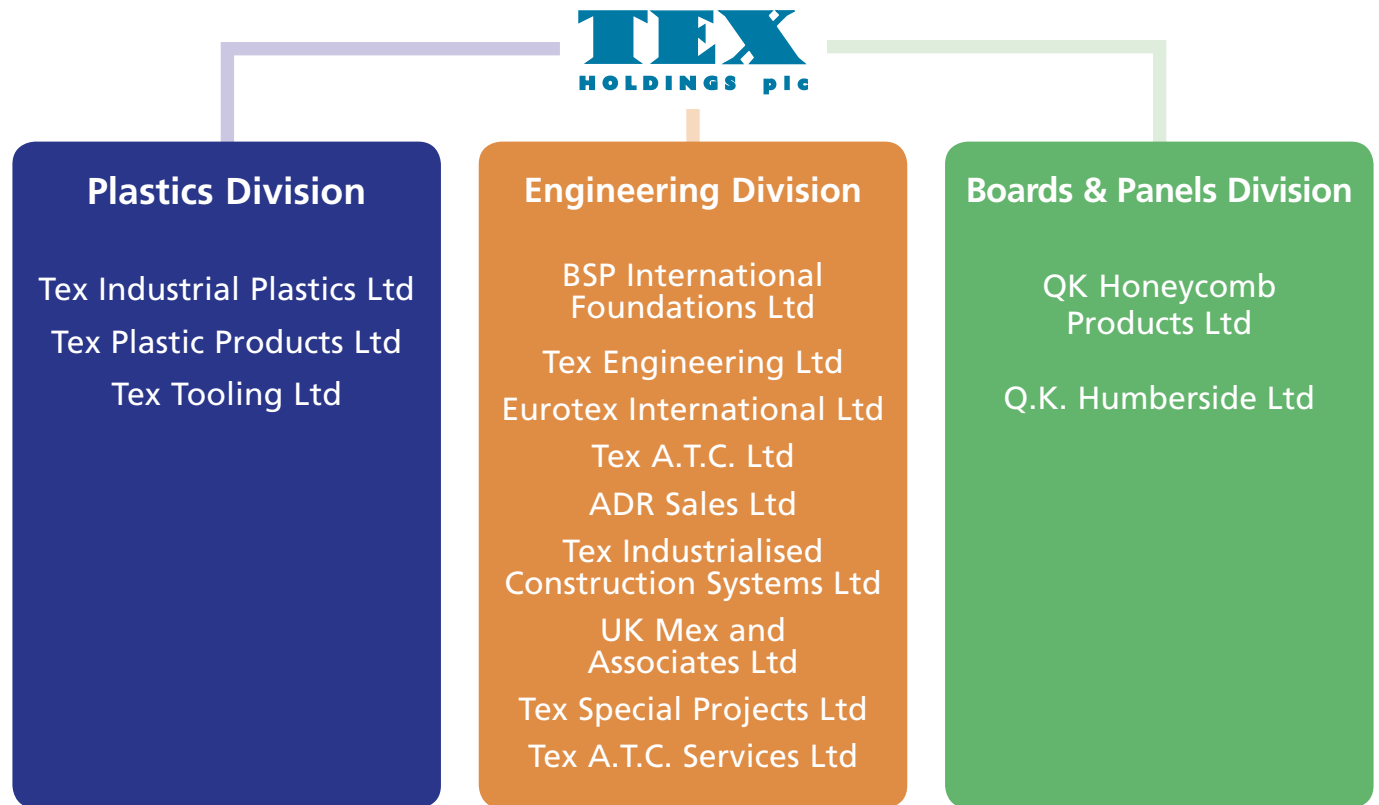 TEX
HOLDINGS plc
Plastics Division
Tex Industrial Plastics Ltd
Tex Plastic Products Ltd
Tex Tooling Ltd
Engineering Division
BSP International
Foundations Ltd
Tex Engineering Ltd
Eurotex International Ltd
Tex A.T.C. Ltd
ADR Sales Ltd
Tex Industrialised
Construction Systems Ltd
UK Mex and
Associates Ltd
Tex Special Projects Ltd
Tex A.T.C. Services Ltd
Boards & Panels Division
QK Honeycomb
Products Ltd
Q.K. Humberside Ltd